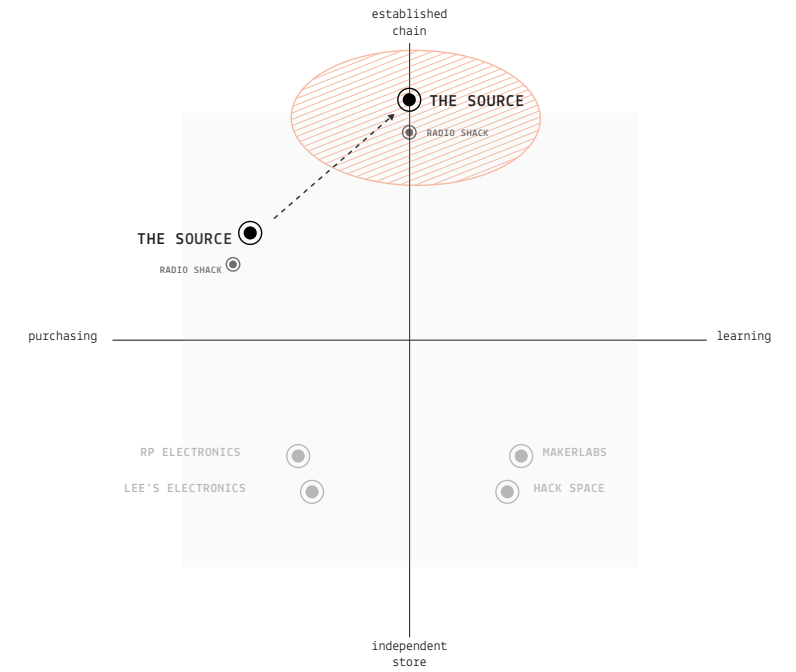 established
chain
THE SOURCE
RADIO SHACK
THE SOURCE
RADIO SHACK
purchasing
learning
RP ELECTRONICS
MAKERLABS
LEE'S ELECTRONICS
HACK SPACE
independent
store